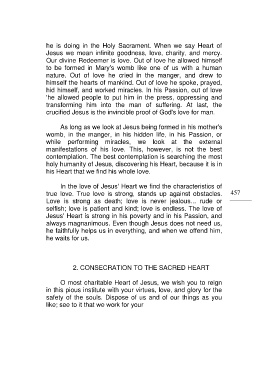 he is doing in the Holy Sacrament. When we say Heart of
Jesus we mean infinite goodness, love, charity, and mercy.
Our divine Redeemer is love. Out of love he allowed himself
to be formed in Mary's womb like one of us with a human
nature. Out of love he cried in the manger, and drew to
himself the hearts of mankind. Out of love he spoke, prayed,
hid himself, and worked miracles. In his Passion, out of love
'he allowed people to put him in the press, oppressing and
transforming him into the man of suffering. At last, the
crucified Jesus is the invincible proof of God's love for man.
As long as we look at Jesus being formed in his mother's
womb, in the manger, in his hidden life, in his Passion, or
while performing miracles, we look at the external
manifestations of his love. This, however, is not the best
contemplation. The best contemplation is searching the most
holy humanity of Jesus, discovering his Heart, because it is in
his Heart that we find his whole love.
In the love of Jesus' Heart we find the characteristics of
true love. True love is strong, stands up against obstacles.
457
Love is strong as death; love is never jealous... rude or
selfish; love is patient and kind; love is endless. The love of
Jesus' Heart is strong in his poverty and in his Passion, and
always magnanimous. Even though Jesus does not need us,
he faithfully helps us in everything, and when we offend him,
he waits for us.
2. CONSECRATION TO THE SACRED HEART
O most charitable Heart of Jesus, we wish you to reign
in this pious institute with your virtues, love, and glory for the
safety of the souls. Dispose of us and of our things as you
like; see to it that we work for your